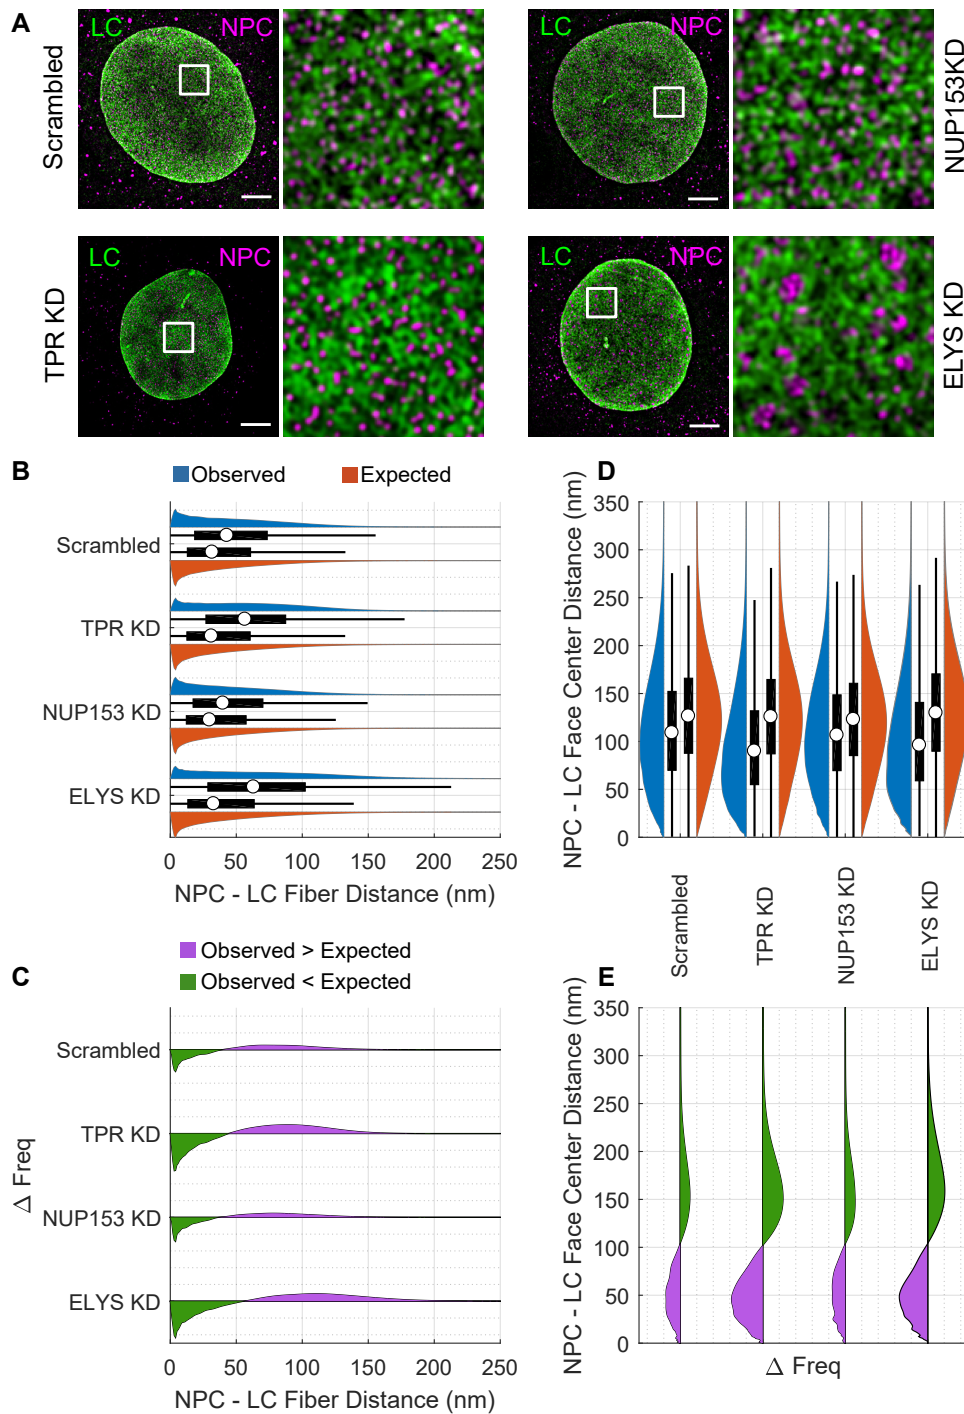 A
Scrambled
LC NPC
LC NPC
NUP153KD
TPR KD
LC NPC
LC NPC
ELYS KD
B
Observed Expected
Scrambled
TPR KD
NUP153 KD
ELYS KD
0 50 100 150 200 250
NPC - LC Fiber Distance (nm)
D
NPC - LC Face Center Distance (nm)
350
300
250
200
150
100
50
0
Scrambled
TPR KD
NUP153 KD
ELYS KD
C
Observed > Expected
Observed < Expected
Δ Freq
Scrambled
TPR KD
NUP153 KD
ELYS KD
0 50 100 150 200 250
NPC - LC Fiber Distance (nm)
E
NPC - LC Face Center Distance (nm)
350
300
250
200
150
100
50
0
Δ Freq